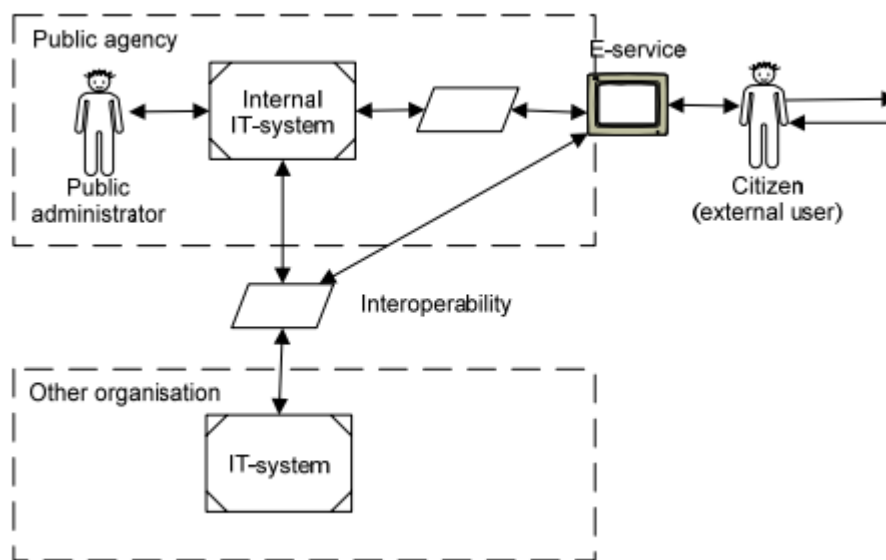 Public agency
E-service
Internal
IT-system
Public
administrator
Citizen
(external user)
Interoperability
Other organisation
IT-system